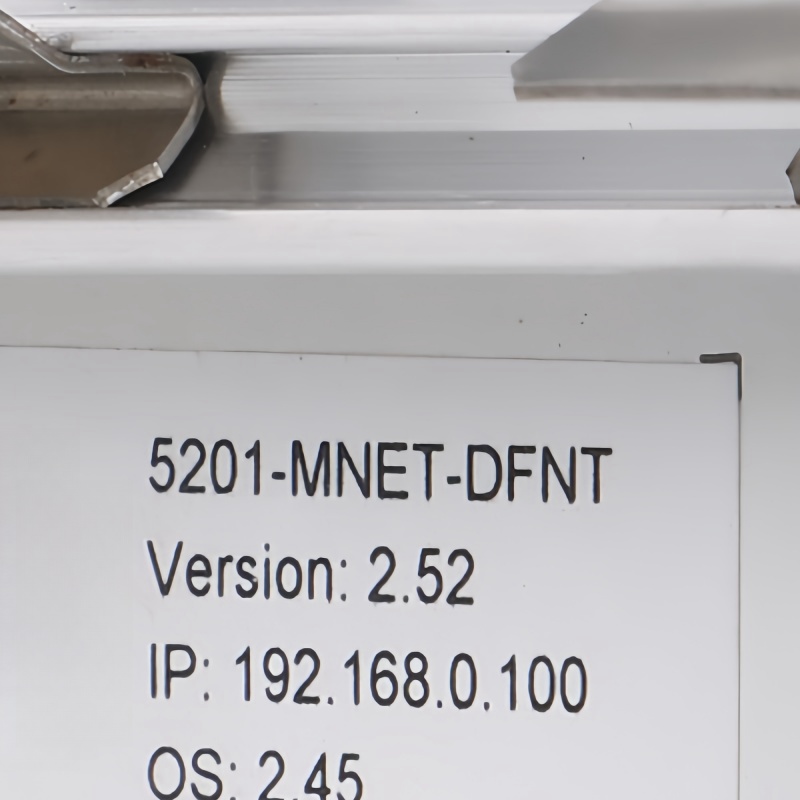 5201-MNET-DFNT
Version: 2.52
IP: 192.168.0.100
OS: 2.45